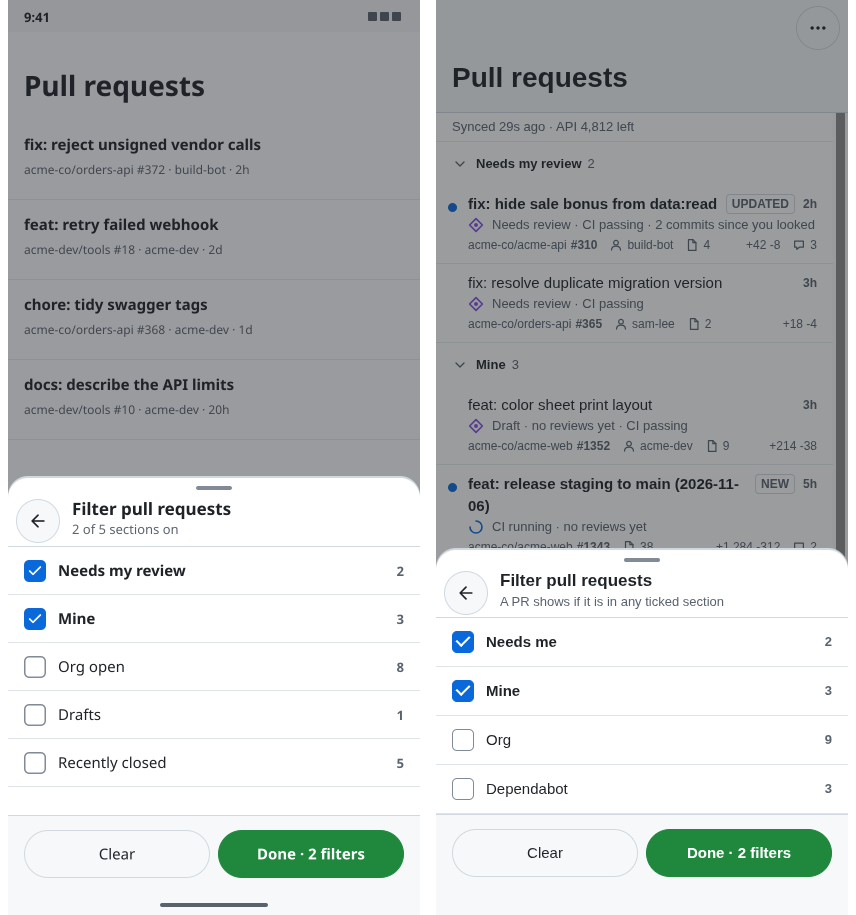 9:41
Pull requests
fix: reject unsigned vendor calls
acme-co/orders-api #372 · build-bot · 2h
feat: retry failed webhook
acme-dev/tools #18 · acme-dev · 2d
chore: tidy swagger tags
acme-co/orders-api #368 · acme-dev · 1d
docs: describe the API limits
acme-dev/tools #10 · acme-dev · 20h
Filter pull requests
2 of 5 sections on
Needs my review 2
Mine 3
Org open 8
Drafts 1
Recently closed 5
Clear
Done · 2 filters
Pull requests
Synced 29s ago · API 4,812 left
Needs my review 2
fix: hide sale bonus from data:read UPDATED 2h
Needs review · CI passing · 2 commits since you looked
acme-co/acme-api #310 build-bot 4 +42 -8 3
fix: resolve duplicate migration version 3h
Needs review · CI passing
acme-co/orders-api #365 sam-lee 2 +18 -4
Mine 3
feat: color sheet print layout 3h
Draft · no reviews yet · CI passing
acme-co/acme-web #1352 acme-dev 9 +214 -38
feat: release staging to main (2026-11- NEW 5h
06)
CI running · no reviews yet
acme-co/acme-web #1343 38 +1,284 -312 2
Filter pull requests
A PR shows if it is in any ticked section
Needs me 2
Mine 3
Org 9
Dependabot 3
Clear
Done · 2 filters